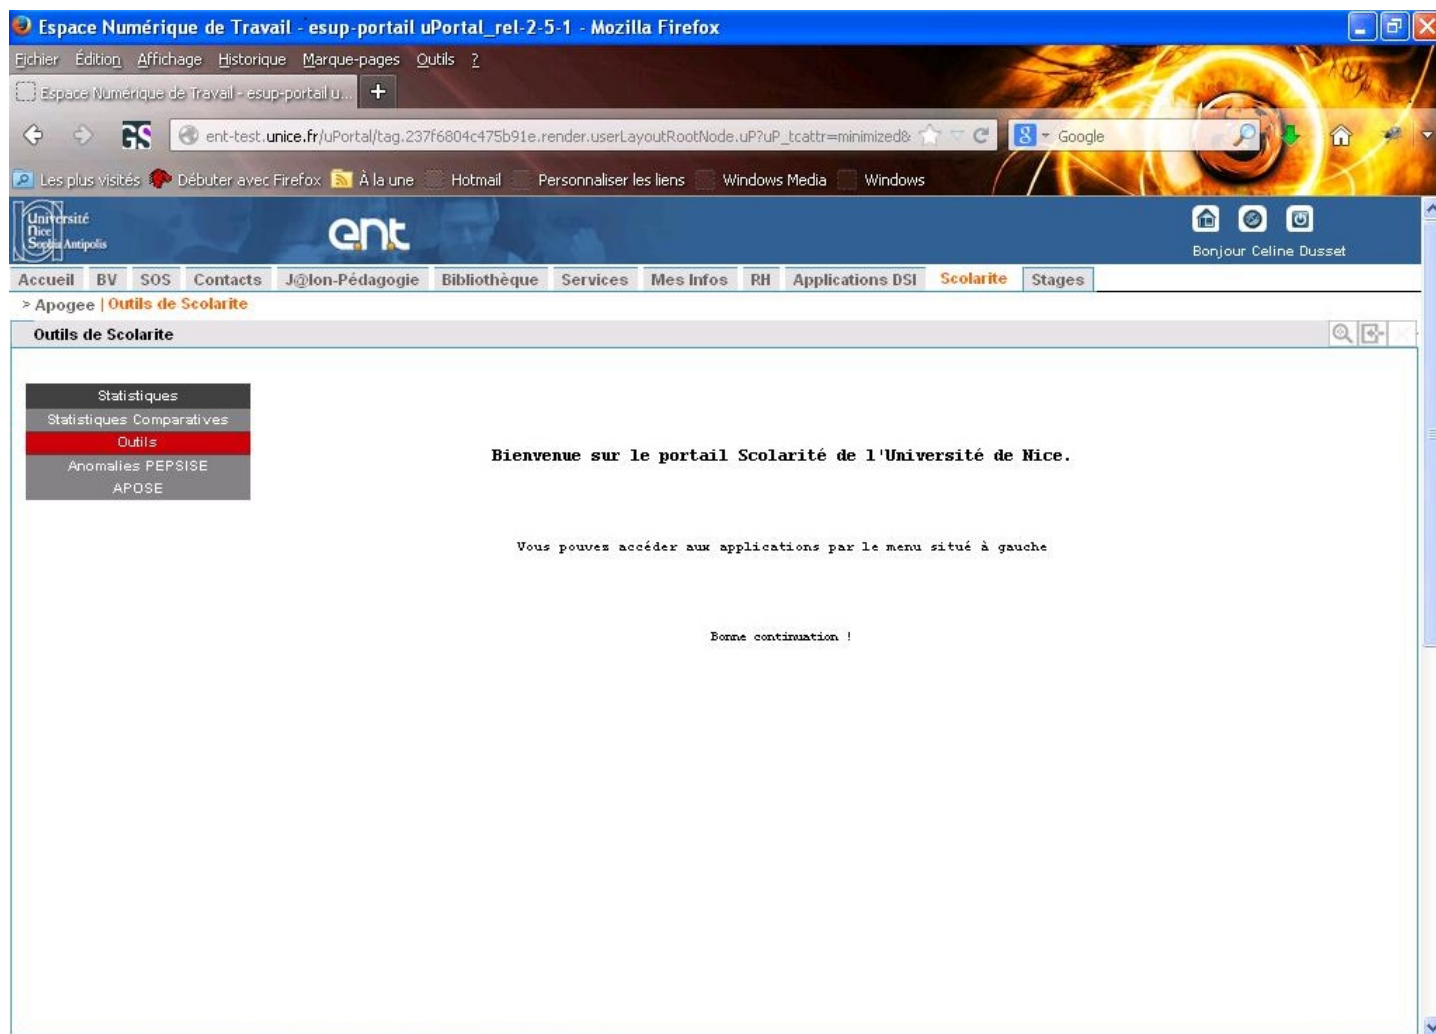 Espace Numérique de Travail - esup-portail uPortal_rel-2-5-1 - Mozilla Firefox
Fichier Édition Affichage Historique Marque-pages Outils ?
Espace Numérique de Travail - esup-portail u... +
GS ent-test.unice.fr/uPortal/tag.237f6804c475b91e.render.userLayoutRootNode.uP?uP_tcattr=minimized& 8 Google
Les plus visités Débuter avec Firefox À la une Hotmail Personnaliser les liens Windows Media Windows
Université
Nice
Sophia Antipolis
ent
Bonjour Celine Dusset
Accueil BV SOS Contacts J@lon-Pédagogie Bibliothèque Services Mes Infos RH Applications DSI Scolarite Stages
> Apogee | Outils de Scolarite
Outils de Scolarite
Statistiques
Statistiques Comparatives
Outils
Anomalies PEPSISE
APOSE
Bienvenue sur le portail Scolarité de l'Université de Nice.
Vous pouvez accéder aux applications par le menu situé à gauche
Bonne continuation !